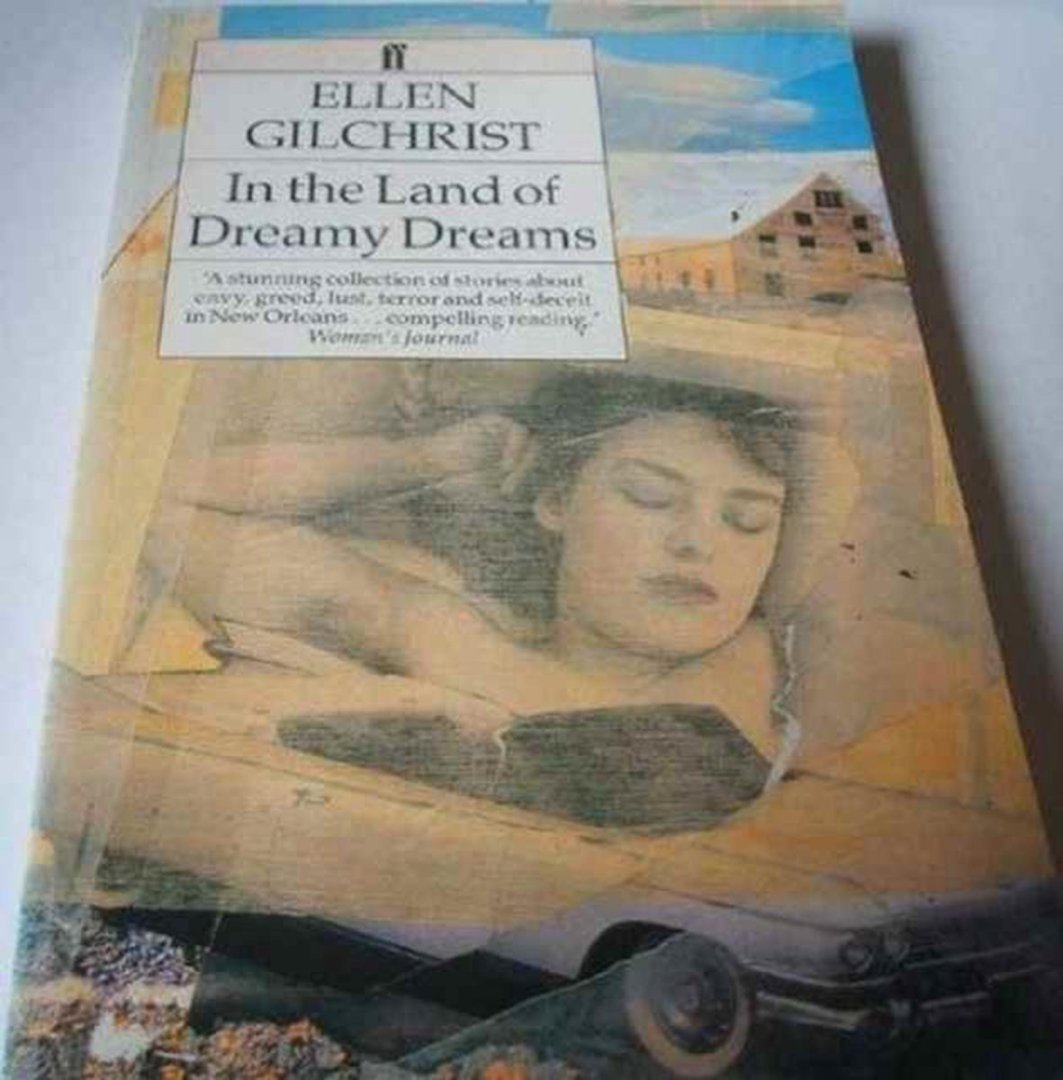 ff
ELLEN
GILCHRIST
In the Land of
Dreamy Dreams
'A stunning collection of stories about
envy, greed, lust, terror and self-deceit
in New Orleans . . . compelling reading.'
Woman's Journal